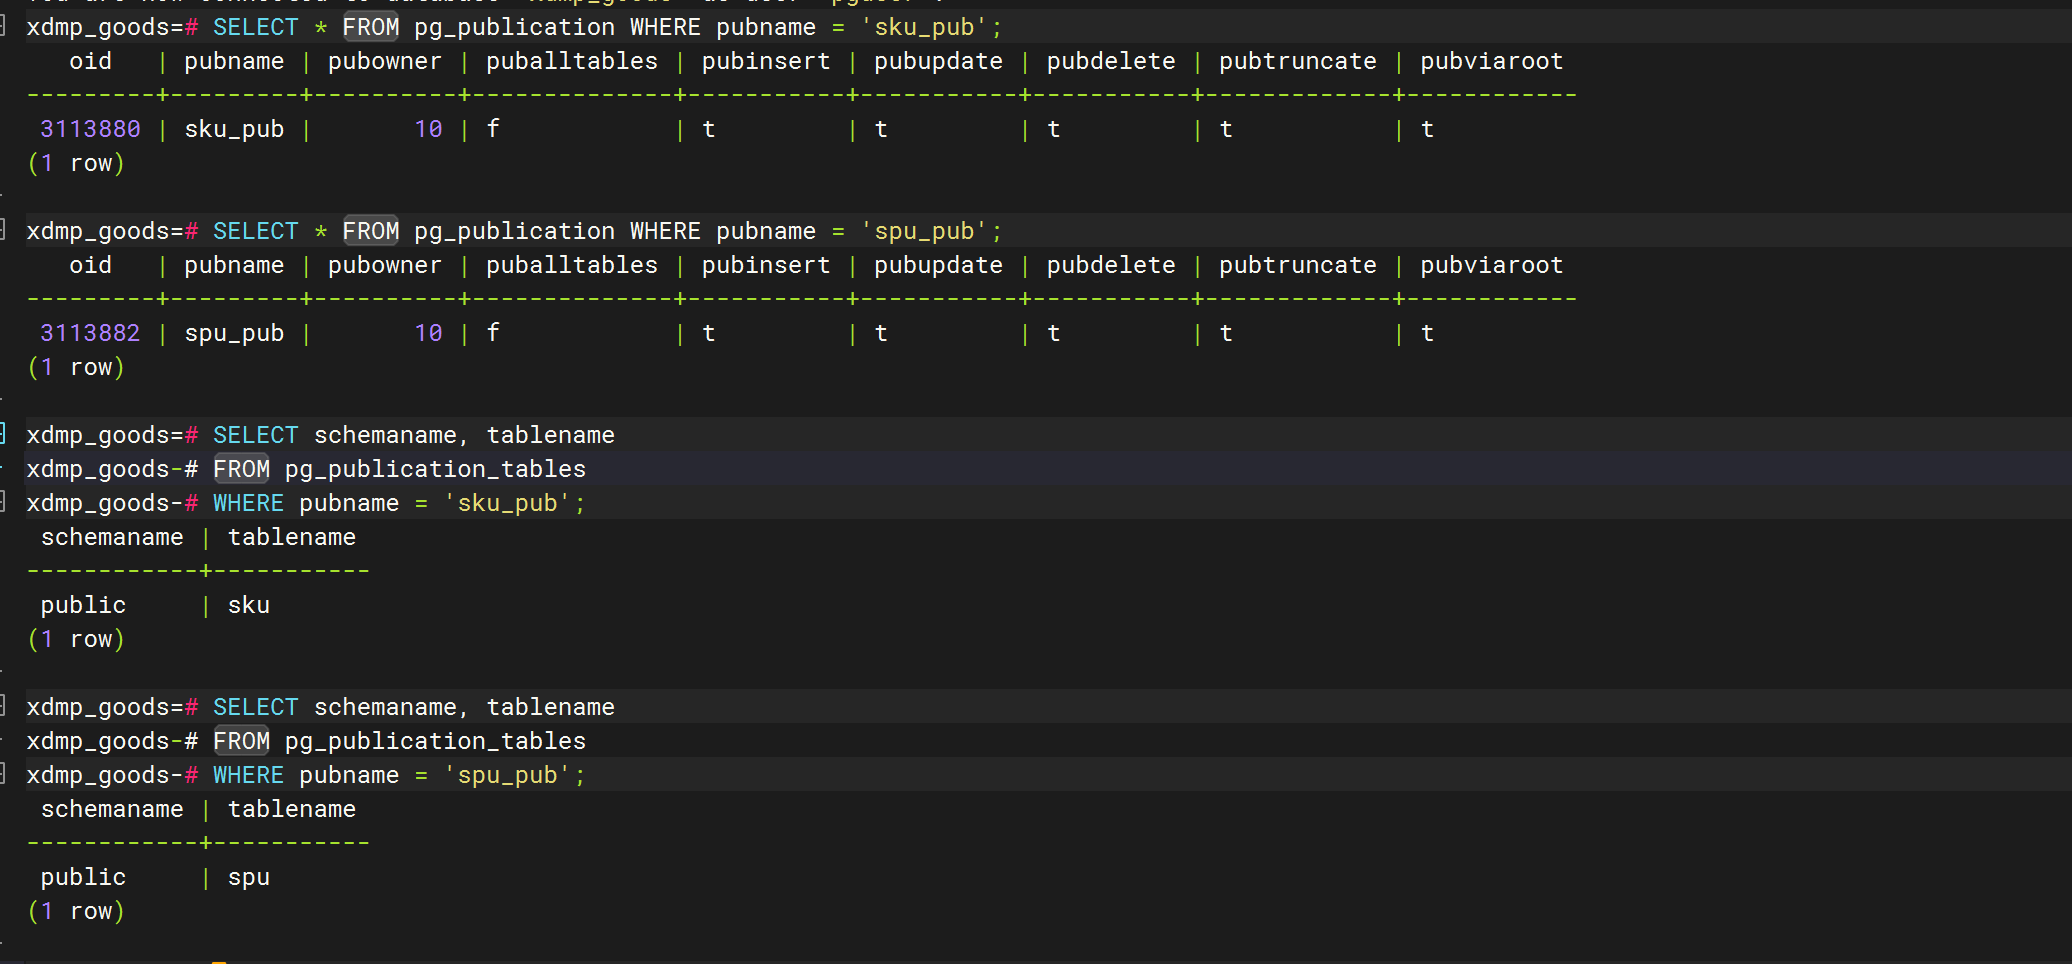 xdmp_goods=# SELECT * FROM pg_publication WHERE pubname = 'sku_pub';
   oid   | pubname | pubowner | puballtables | pubinsert | pubupdate | pubdelete | pubtruncate | pubviaroot
---------+---------+----------+--------------+-----------+-----------+-----------+-------------+------------
 3113880 | sku_pub |       10 | f            | t         | t         | t         | t           | t
(1 row)
xdmp_goods=# SELECT * FROM pg_publication WHERE pubname = 'spu_pub';
   oid   | pubname | pubowner | puballtables | pubinsert | pubupdate | pubdelete | pubtruncate | pubviaroot
---------+---------+----------+--------------+-----------+-----------+-----------+-------------+------------
 3113882 | spu_pub |       10 | f            | t         | t         | t         | t           | t
(1 row)
xdmp_goods=# SELECT schemaname, tablename
xdmp_goods-# FROM pg_publication_tables
xdmp_goods-# WHERE pubname = 'sku_pub';
 schemaname | tablename
------------+-----------
 public     | sku
(1 row)
xdmp_goods=# SELECT schemaname, tablename
xdmp_goods-# FROM pg_publication_tables
xdmp_goods-# WHERE pubname = 'spu_pub';
 schemaname | tablename
------------+-----------
 public     | spu
(1 row)